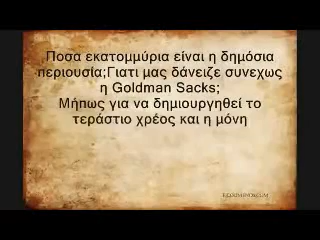 Ποσα εκατομμύρια είναι η δημόσια
περιουσία;Γιατι μας δάνειζε συνεχως
η Goldman Sacks;
Μήπως για να δημιουργηθεί το
τεράστιο χρέος και η μόνη